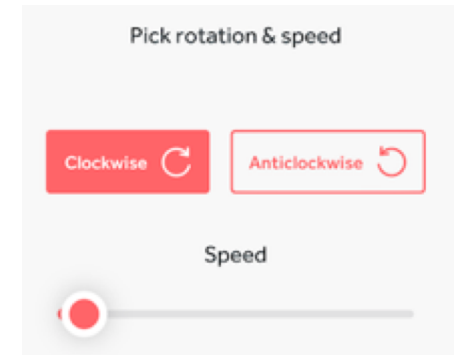 Pick rotation & speed
Clockwise
Anticlockwise
Speed